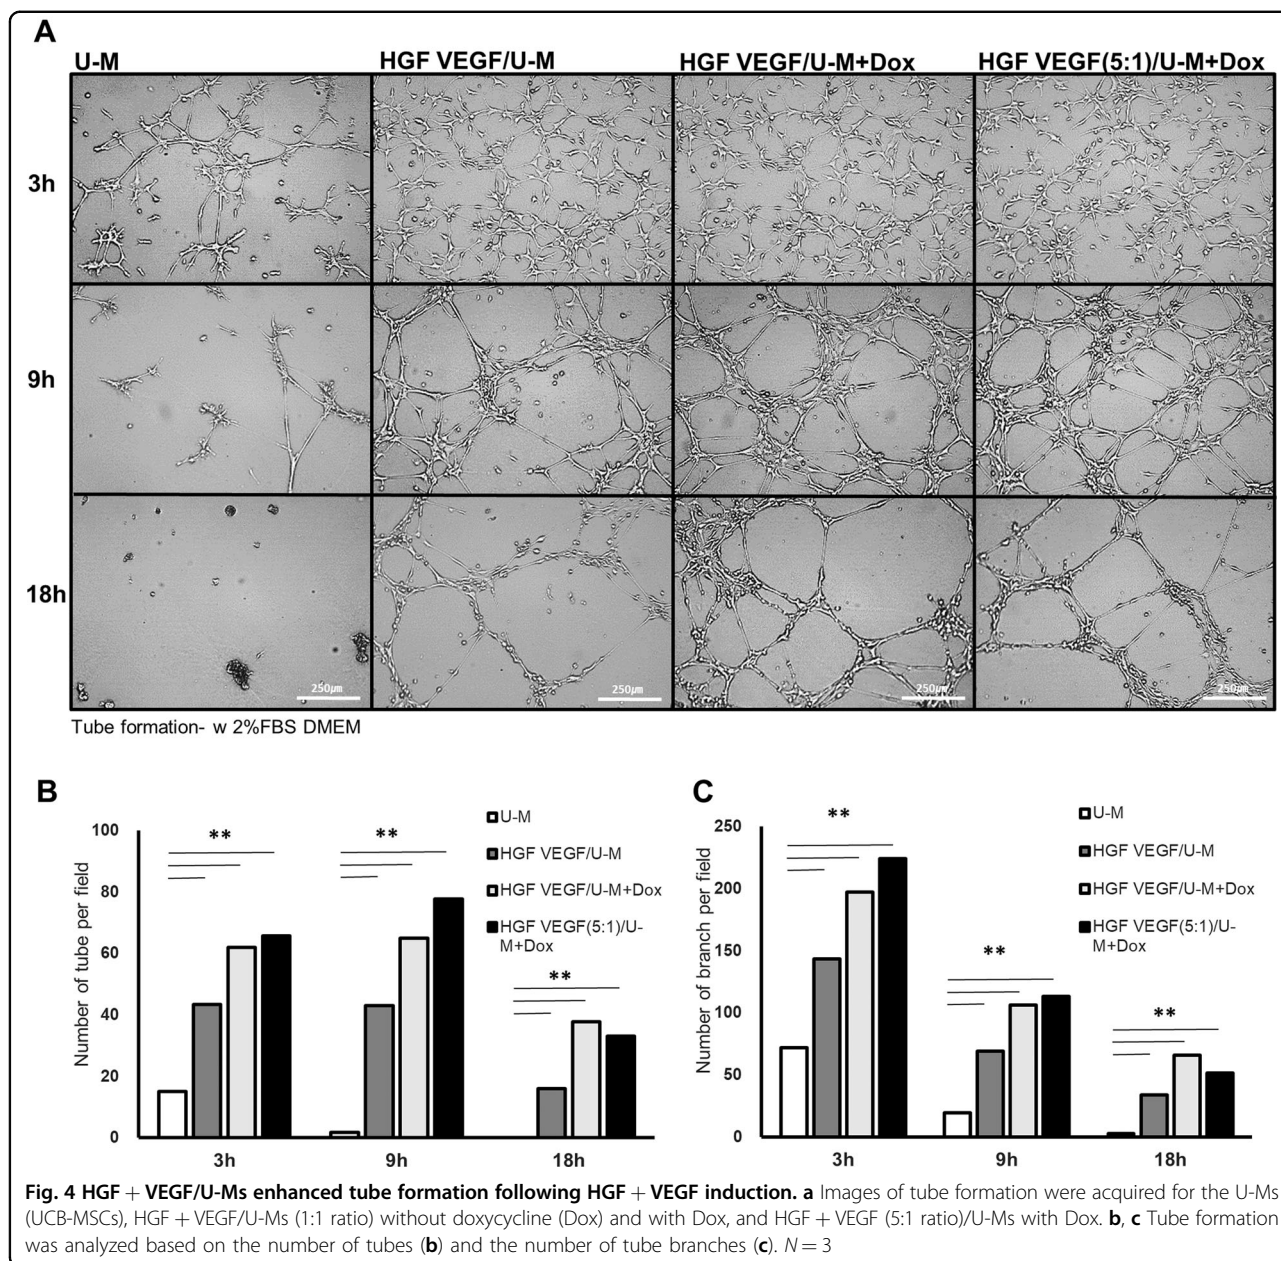 A
U-M
HGF VEGF/U-M
HGF VEGF/U-M+Dox
HGF VEGF(5:1)/U-M+Dox
3h
9h
18h
250μm
250μm
250μm
250μm
Tube formation- w 2%FBS DMEM
B
Number of tube per field
100
80
60
40
20
0
**
**
**
3h
9h
18h
U-M
HGF VEGF/U-M
HGF VEGF/U-M+Dox
HGF VEGF(5:1)/U-
M+Dox
C
Number of branch per field
250
200
150
100
50
0
**
**
**
3h
9h
18h
U-M
HGF VEGF/U-M
HGF VEGF/U-M+Dox
HGF VEGF(5:1)/U-
M+Dox
Fig. 4 HGF + VEGF/U-Ms enhanced tube formation following HGF + VEGF induction. a Images of tube formation were acquired for the U-Ms
(UCB-MSCs), HGF + VEGF/U-Ms (1:1 ratio) without doxycycline (Dox) and with Dox, and HGF + VEGF (5:1 ratio)/U-Ms with Dox. b, c Tube formation
was analyzed based on the number of tubes (b) and the number of tube branches (c). N = 3